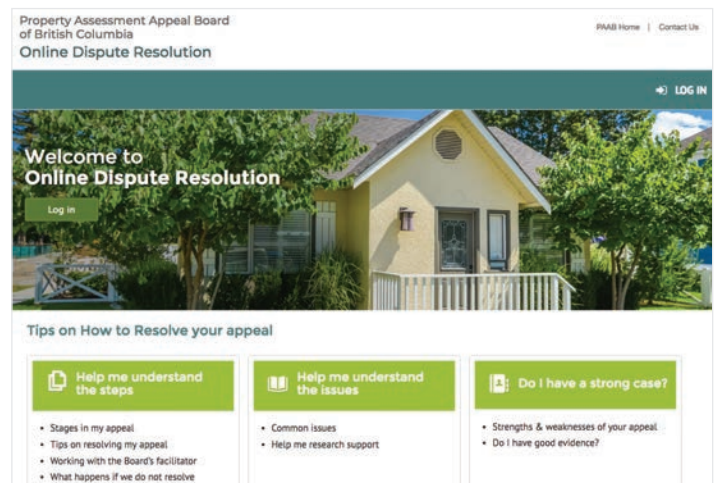 Property Assessment Appeal Board
of British Columbia
Online Dispute Resolution
PAAB Home | Contact Us
LOG IN
Welcome to
Online Dispute Resolution
Log in
Tips on How to Resolve your appeal
Help me understand
the steps
• Stages in my appeal
• Tips on resolving my appeal
• Working with the Board's facilitator
• What happens if we do not resolve
Help me understand
the issues
• Common issues
• Help me research support
Do I have a strong case?
• Strengths & weaknesses of your appeal
• Do I have good evidence?